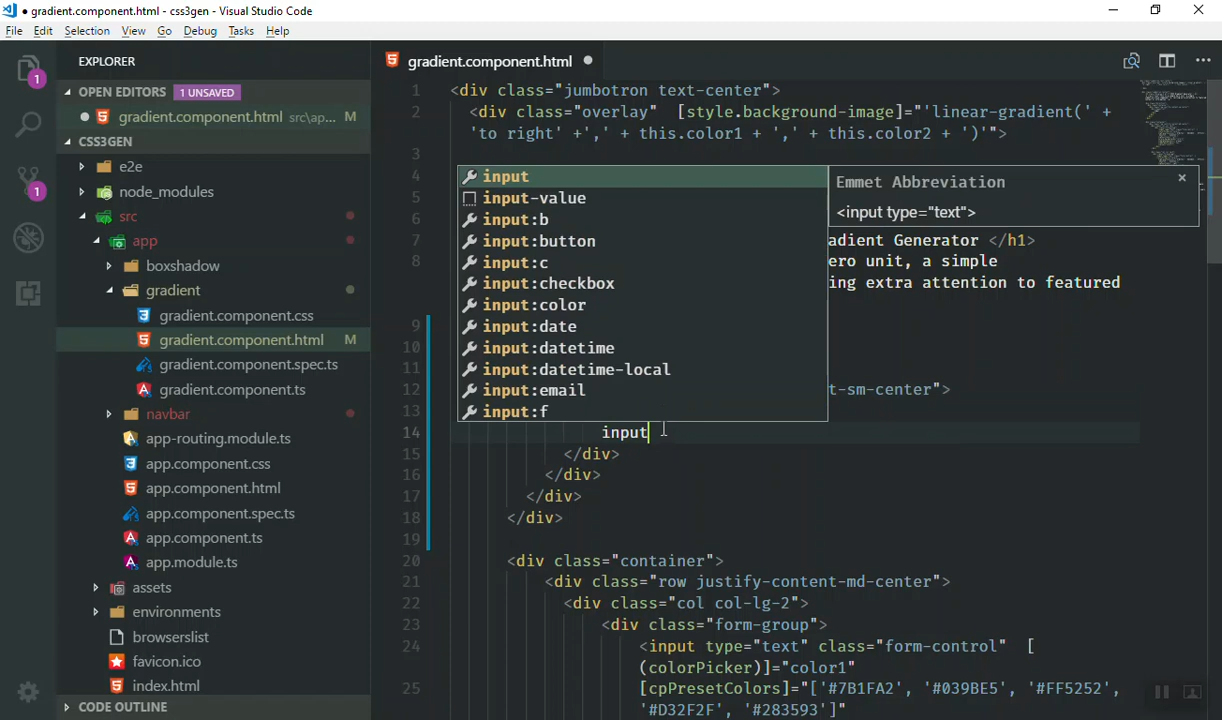 gradient.component.html - css3gen - Visual Studio Code
File Edit Selection View Go Debug Tasks Help
EXPLORER
OPEN EDITORS 1 UNSAVED
gradient.component.html src\ap... M
CSS3GEN
e2e
node_modules
src
app
boxshadow
gradient
gradient.component.css
gradient.component.html M
gradient.component.spec.ts
gradient.component.ts
navbar
app-routing.module.ts
app.component.css
app.component.html
app.component.spec.ts
app.component.ts
app.module.ts
assets
environments
browserslist
favicon.ico
index.html
CODE OUTLINE
1
1
gradient.component.html
1 <div class="jumbotron text-center">
2 <div class="overlay" [style.background-image]="'linear-gradient(' +
'to right' +',' + this.color1 + ',' + this.color2 + ')'">
3
4
5
6
7 adient Generator </h1>
8 ero unit, a simple
ing extra attention to featured
9
10
11
12 t-sm-center">
13
14 input
15 </div>
16 </div>
17 </div>
18 </div>
19
20 <div class="container">
21 <div class="row justify-content-md-center">
22 <div class="col col-lg-2">
23 <div class="form-group">
24 <input type="text" class="form-control" [
(colorPicker)]="color1"
25 [cpPresetColors]="['#7B1FA2', '#039BE5', '#FF5252',
'#D32F2F', '#283593']"
input
input-value
input:b
input:button
input:c
input:checkbox
input:color
input:date
input:datetime
input:datetime-local
input:email
input:f
Emmet Abbreviation
<input type="text">